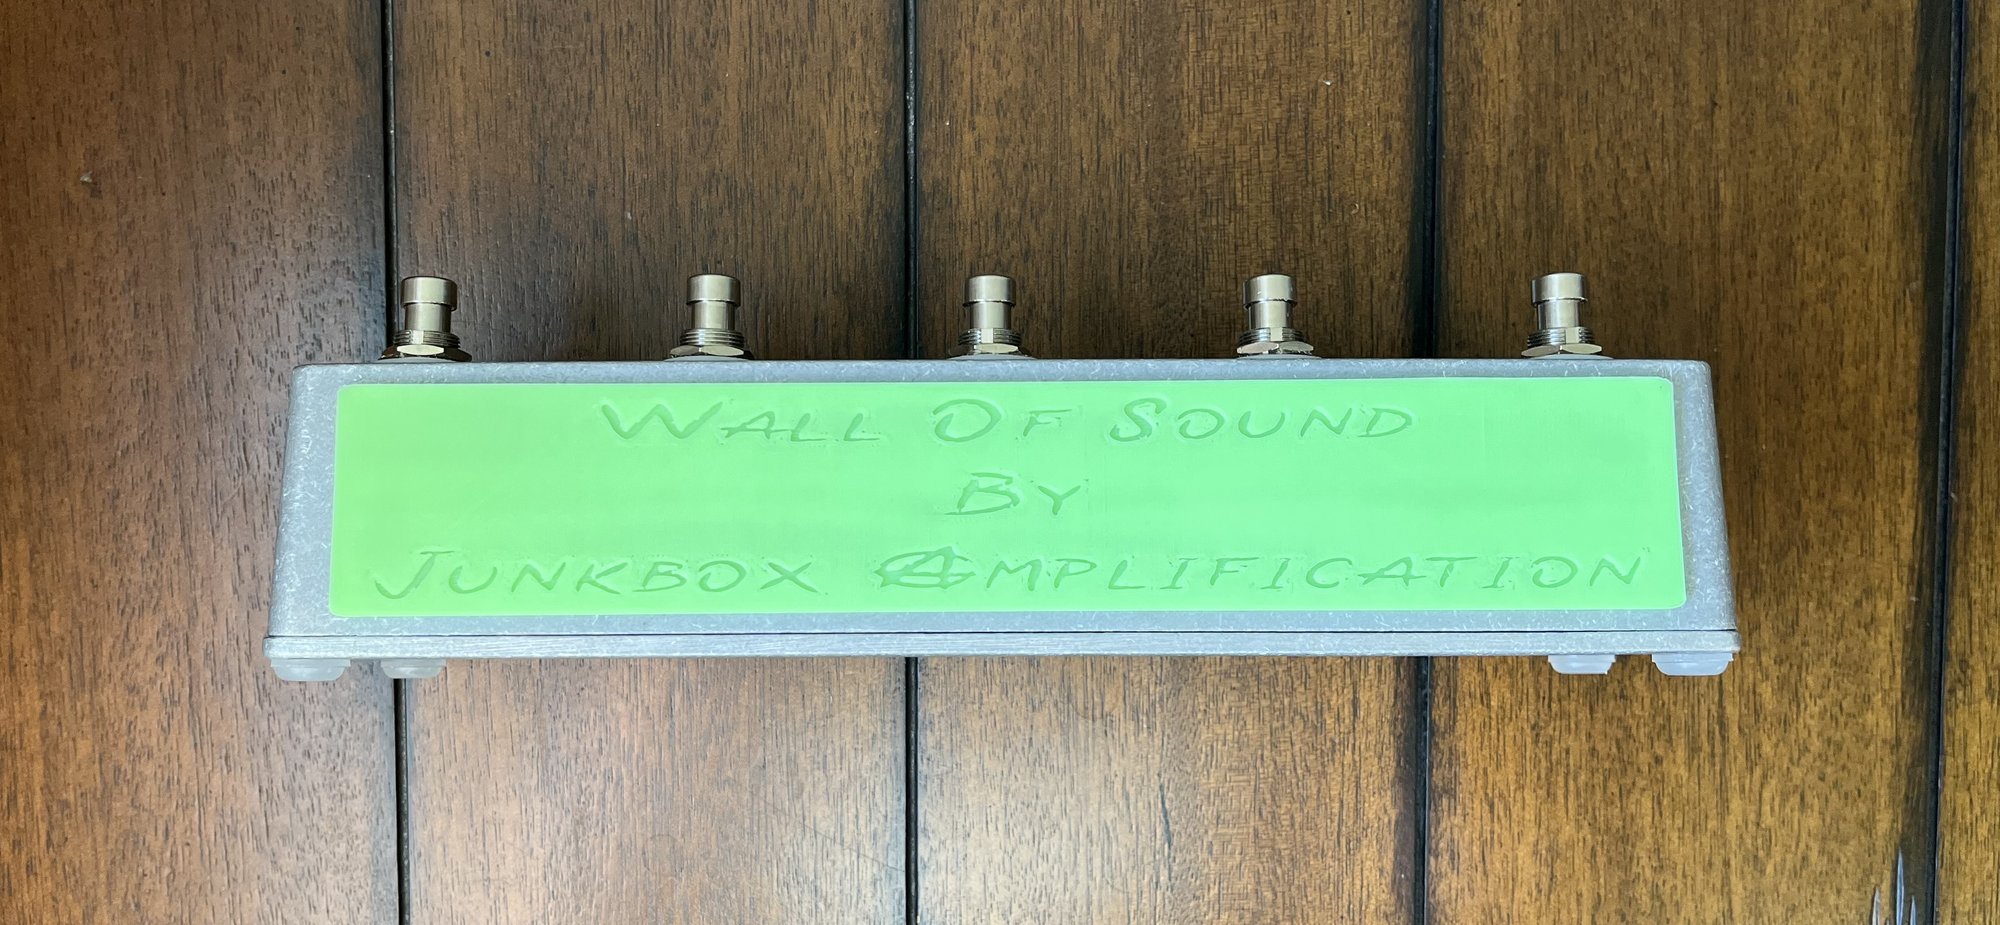 Wall Of Sound
By
Junkbox Amplification